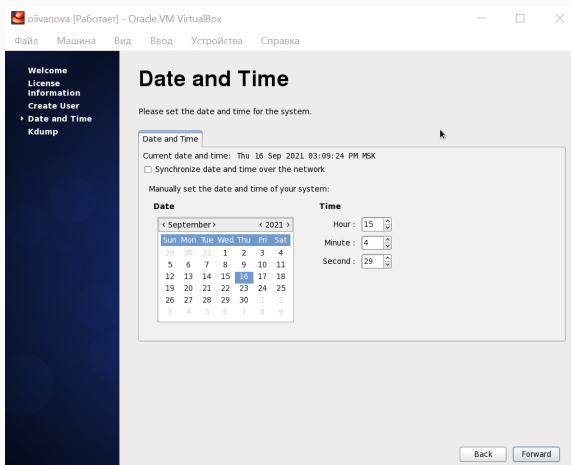 oiivanova [Работает] - Oracle VM VirtualBox
Файл Машина Вид Ввод Устройства Справка
Welcome
License
Information
Create User
Date and Time
Kdump
Date and Time
Please set the date and time for the system.
Date and Time
Current date and time: Thu 16 Sep 2021 03:09:24 PM MSK
Synchronize date and time over the network
Manually set the date and time of your system:
Date
‹ September › ‹ 2021 ›
Sun Mon Tue Wed Thu Fri Sat
29 30 31 1 2 3 4
5 6 7 8 9 10 11
12 13 14 15 16 17 18
19 20 21 22 23 24 25
26 27 28 29 30 1 2
3 4 5 6 7 8 9
Time
Hour : 15
Minute : 4
Second : 29
Back Forward